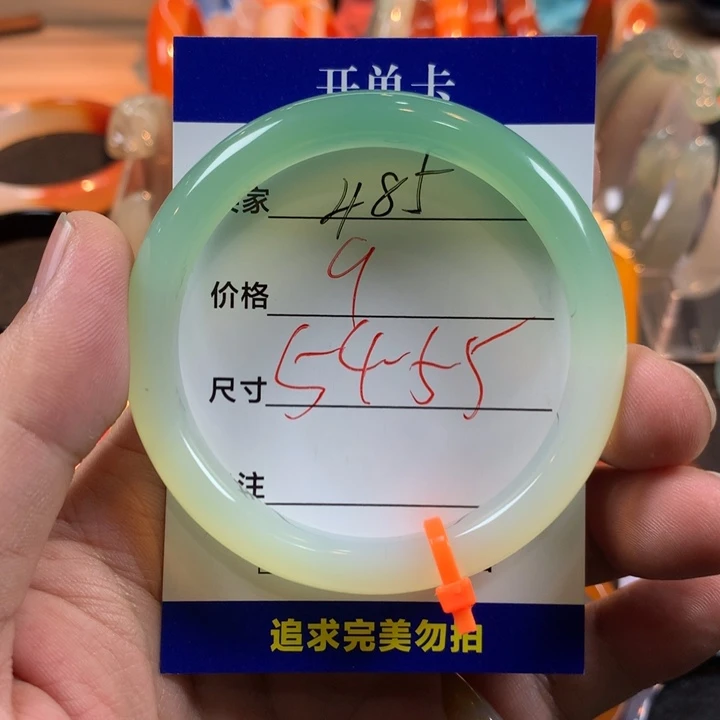 开单卡
家 485
价格 9
尺寸 54-55
注
追求完美勿拍